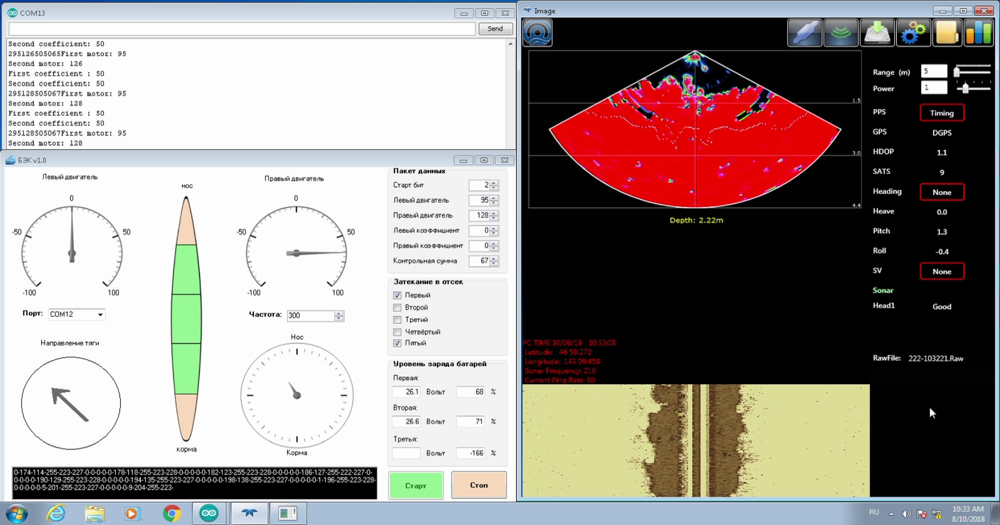 COM13
Send
Second coefficient: 50
295126505065First motor: 95
Second motor: 126
First coefficient : 50
Second coefficient: 50
295128505067First motor: 95
Second motor: 128
First coefficient : 50
Second coefficient: 50
295128505067First motor: 95
Second motor: 128
БЭК v1.0
Левый двигатель
0
-50
50
-100
100
нос
Правый двигатель
0
-50
50
-100
100
Порт: COM12
Частота: 300
Направление тяги
корма
Нос
Корма
Пакет данных
Старт бит 2
Левый двигатель 95
Правый двигатель 128
Левый коэффициент 0
Правый коэффициент 0
Контрольная сумма 67
Затекание в отсек
Первый
Второй
Третий
Четвёртый
Пятый
Уровень заряда батарей
Первая:
26.1 Вольт 68 %
Вторая:
26.6 Вольт 71 %
Третья:
Вольт -166 %
0-174-114-255-223-227-0-0-0-0-0-178-118-255-223-228-0-0-0-0-0-182-123-255-223-228-0-0-0-0-0-186-127-255-222-227-0-
0-0-0-0-190-129-255-223-228-0-0-0-0-0-194-135-255-223-227-0-0-0-0-0-198-138-255-223-227-0-0-0-0-0-1-196-255-223-228-
0-0-0-0-0-5-201-255-223-227-0-0-0-0-0-9-204-255-223-
Старт
Стоп
Image
1.5
3.0
4.4
Depth: 2.22m
Range (m) 5
Power 1
PPS Timing
GPS DGPS
HDOP 1.1
SATS 9
Heading None
Heave 0.0
Pitch 1.3
Roll -0.4
SV None
Sonar
Head1 Good
PC TIME 10/08/18 10:33:08
Latitude: 46 50.272
Longitude: 143 09.458
Sonar Frequency: 219
Current Ping Rate: 60
RawFile: 222-103221.Raw
RU
10:33 AM
8/10/2018